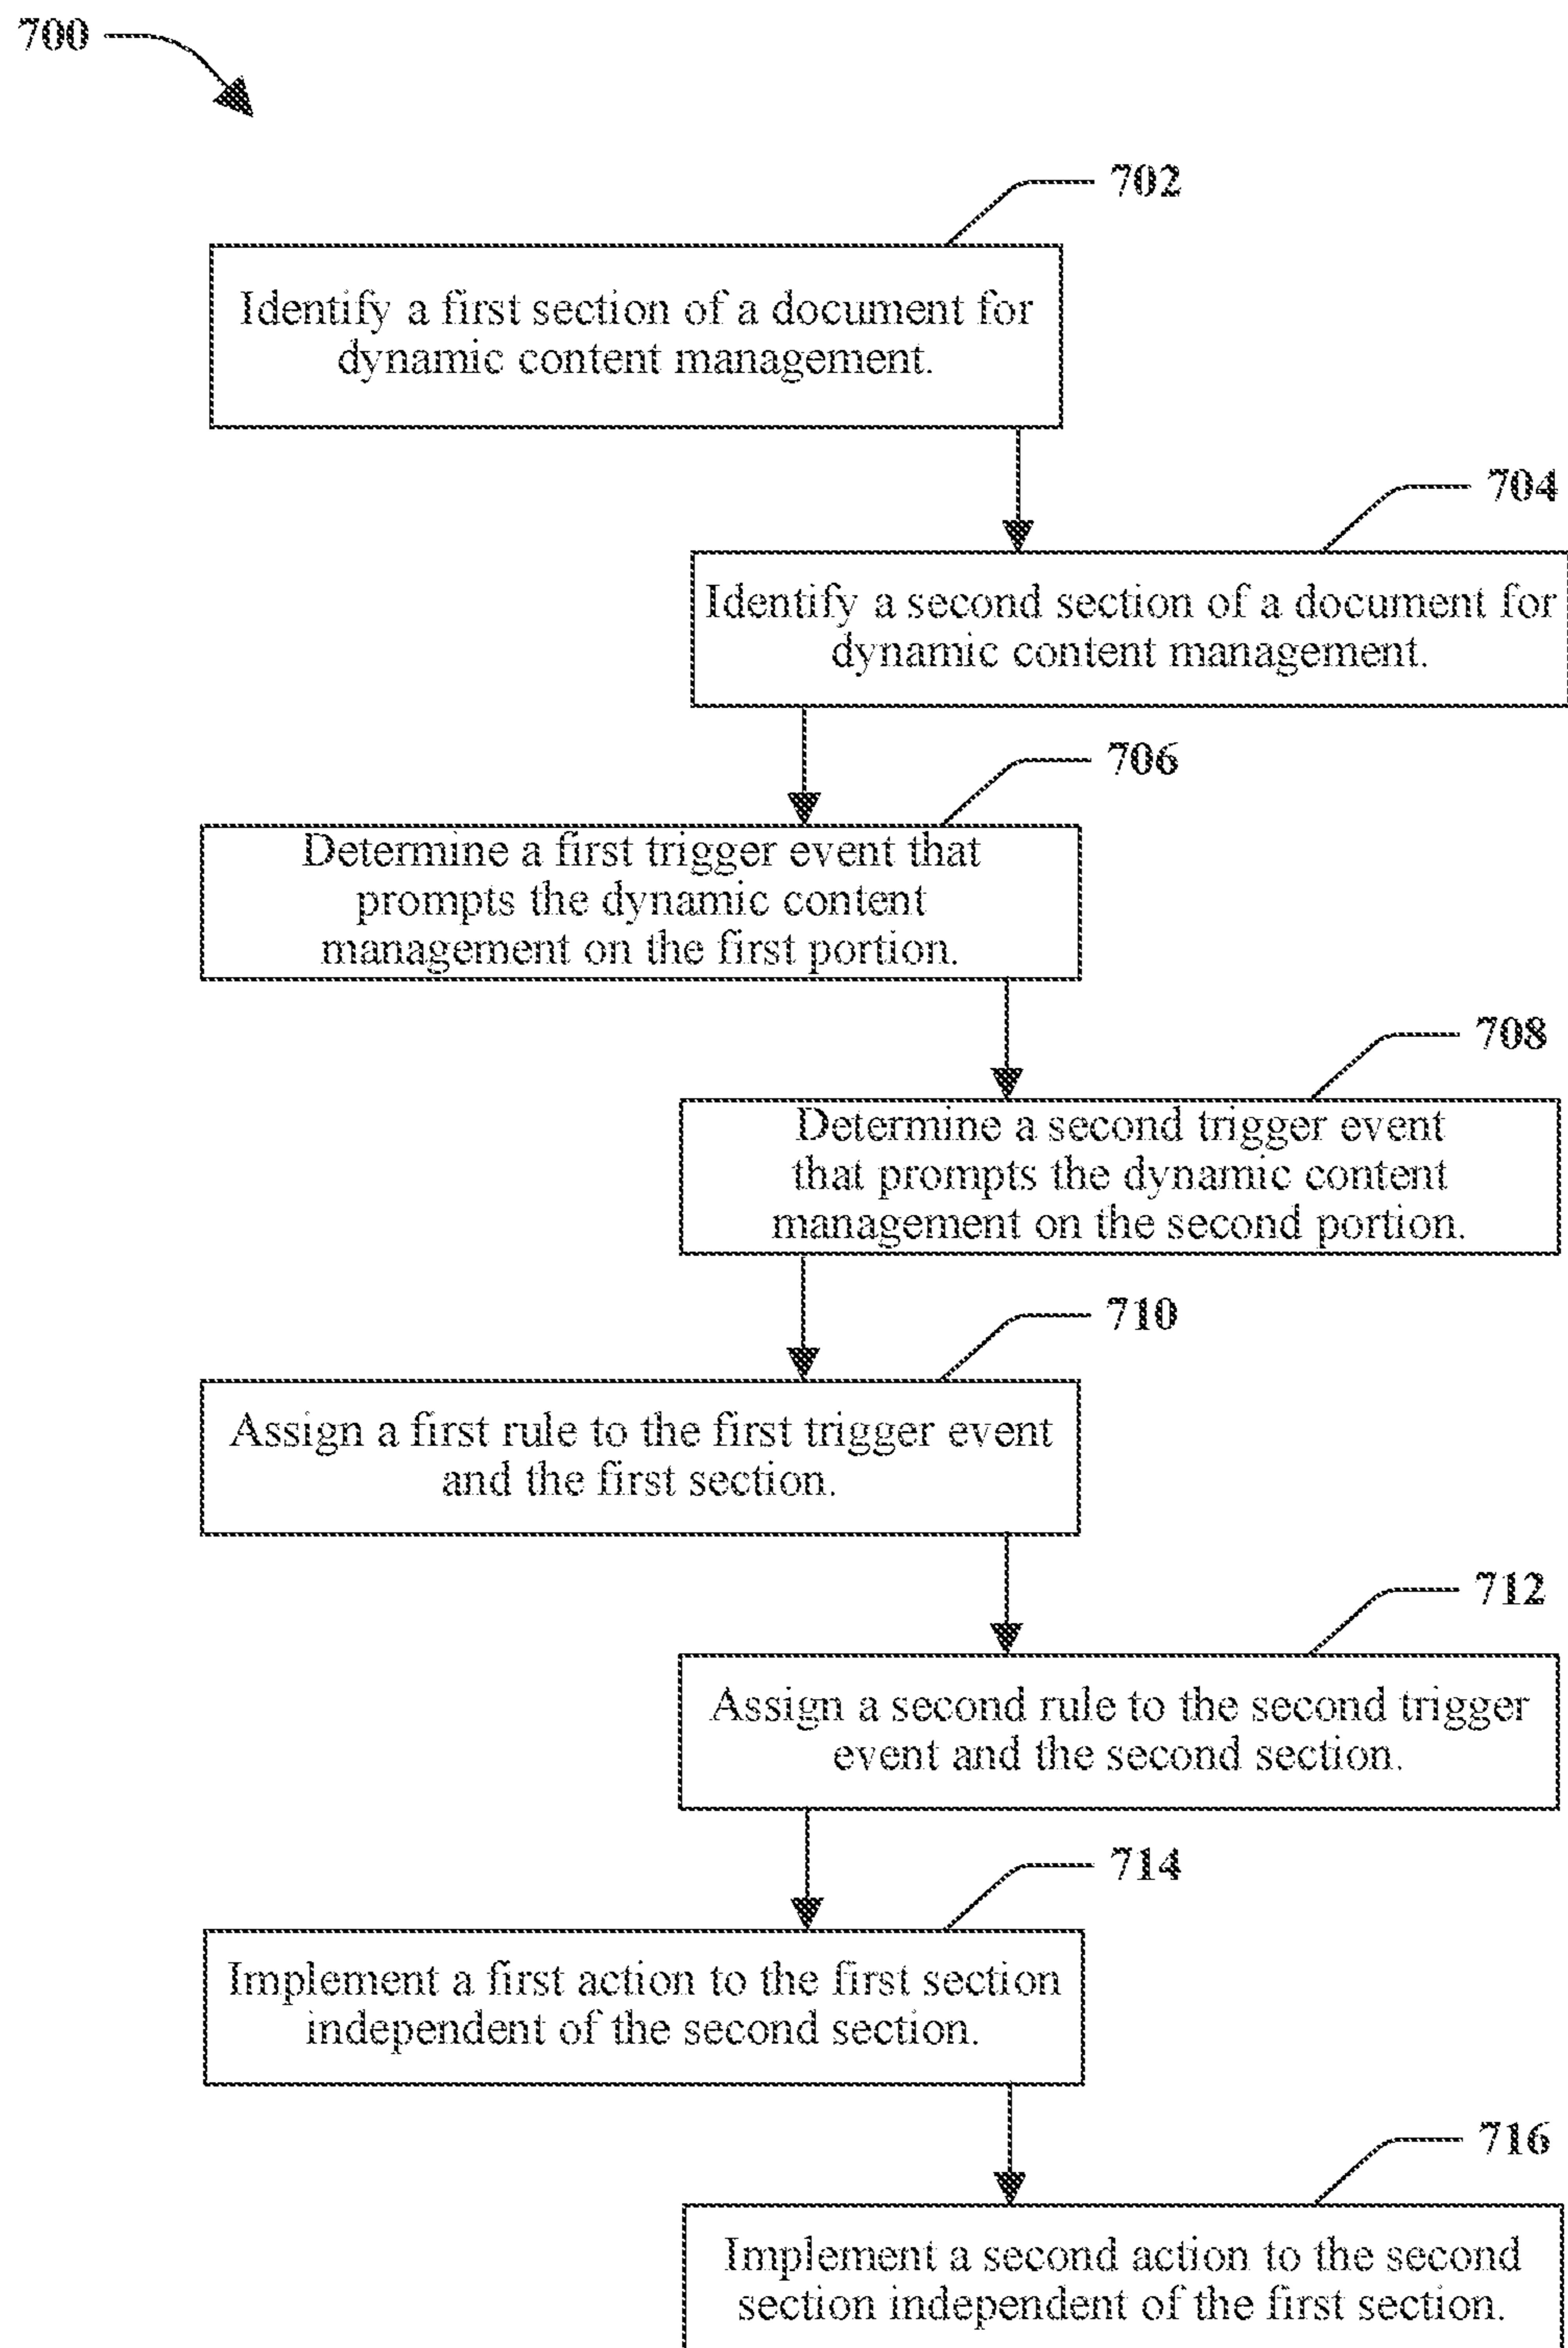 700
702
Identify a first section of a document for
dynamic content management.
704
Identify a second section of a document for
dynamic content management.
706
Determine a first trigger event that
prompts the dynamic content
management on the first portion.
708
Determine a second trigger event
that prompts the dynamic content
management on the second portion.
710
Assign a first rule to the first trigger event
and the first section.
712
Assign a second rule to the second trigger
event and the second section.
714
Implement a first action to the first section
independent of the second section.
716
Implement a second action to the second
section independent of the first section.